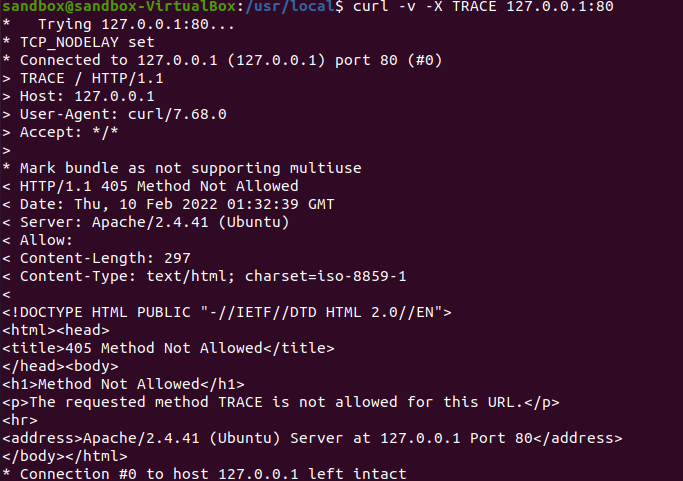 sandbox@sandbox-VirtualBox:/usr/local$ curl -v -X TRACE 127.0.0.1:80
*   Trying 127.0.0.1:80...
* TCP_NODELAY set
* Connected to 127.0.0.1 (127.0.0.1) port 80 (#0)
> TRACE / HTTP/1.1
> Host: 127.0.0.1
> User-Agent: curl/7.68.0
> Accept: */*
>
* Mark bundle as not supporting multiuse
< HTTP/1.1 405 Method Not Allowed
< Date: Thu, 10 Feb 2022 01:32:39 GMT
< Server: Apache/2.4.41 (Ubuntu)
< Allow:
< Content-Length: 297
< Content-Type: text/html; charset=iso-8859-1
<
<!DOCTYPE HTML PUBLIC "-//IETF//DTD HTML 2.0//EN">
<html><head>
<title>405 Method Not Allowed</title>
</head><body>
<h1>Method Not Allowed</h1>
<p>The requested method TRACE is not allowed for this URL.</p>
<hr>
<address>Apache/2.4.41 (Ubuntu) Server at 127.0.0.1 Port 80</address>
</body></html>
* Connection #0 to host 127.0.0.1 left intact